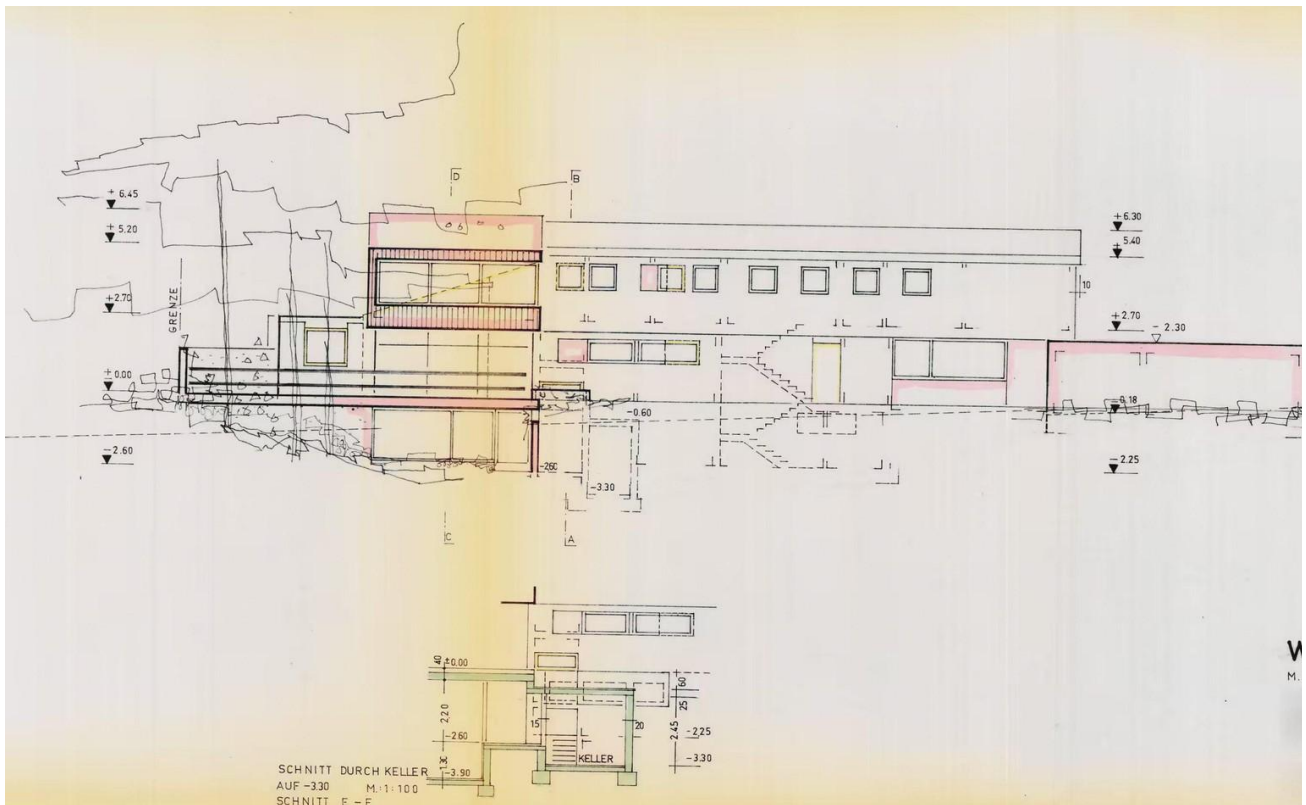 D
B
+ 6.45
+ 5.20
+ 6.30
+ 5.40
GRENZE
+ 2.70
10
+ 2.70
- 2.30
± 0.00
-0.60
-0.18
- 2.60
-260
-3.30
- 2.25
C
A
40
±0.00
60
25
2.20
15
20
2.45
-2.25
-2.60
-3.30
KELLER
1.30
-3.90
SCHNITT DURCH KELLER
AUF -3.30 M. 1:100
SCHNITT E - F
W
M.